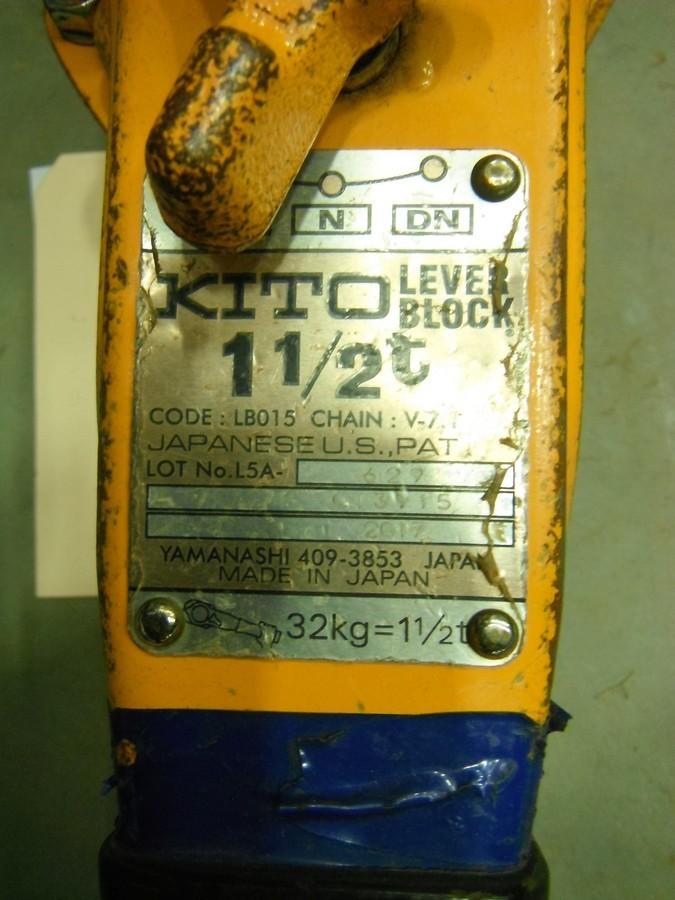 N DN
KITO LEVER BLOCK
1 1/2t
CODE : LB015 CHAIN : V-7.1
JAPANESE U.S.,PAT
LOT No.L5A- 627
YAMANASHI 409-3853 JAPAN
MADE IN JAPAN
32kg=1 1/2t